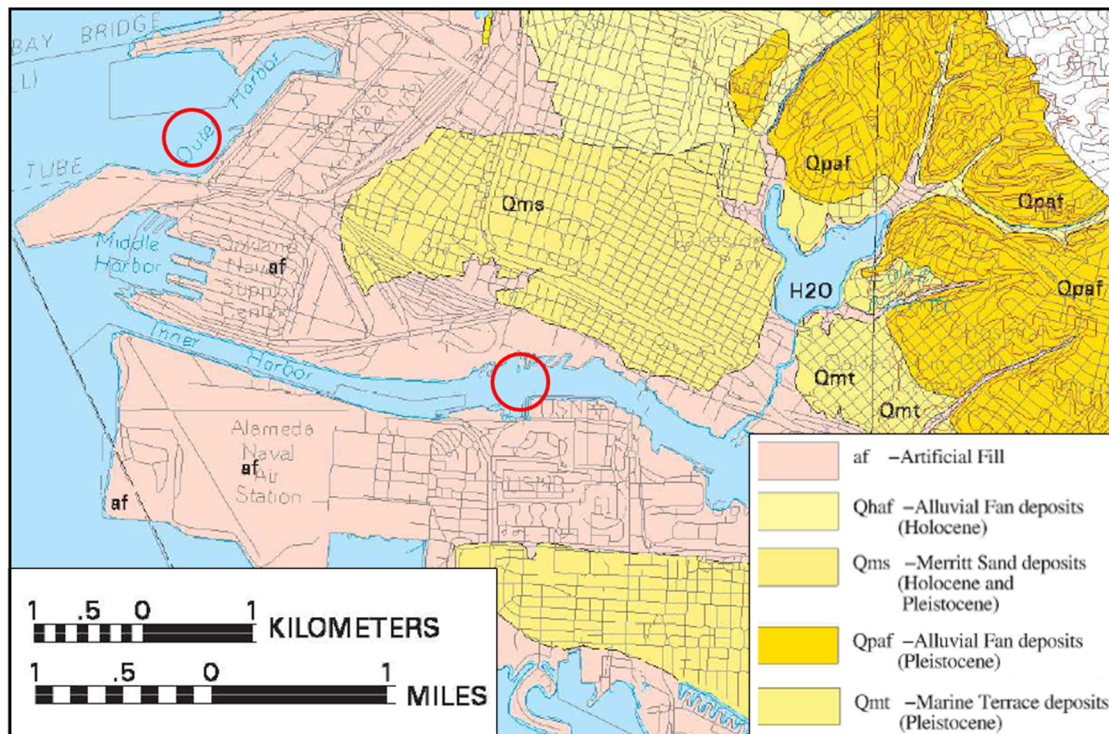 BAY BRIDGE
Outer
Harbor
TUBE
Middle
Harbor
Oakland
Naval
Supply
Center
af
Inner Harbor
Qms
Qpaf
Qpaf
Qpaf
H2O
Qmt
Qmt
Alameda
Naval
Air
Station
af
af
1 .5 0 1
KILOMETERS
1 .5 0 1
MILES
af –Artificial Fill
Qhaf –Alluvial Fan deposits
(Holocene)
Qms –Merritt Sand deposits
(Holocene and
Pleistocene)
Qpaf –Alluvial Fan deposits
(Pleistocene)
Qmt –Marine Terrace deposits
(Pleistocene)